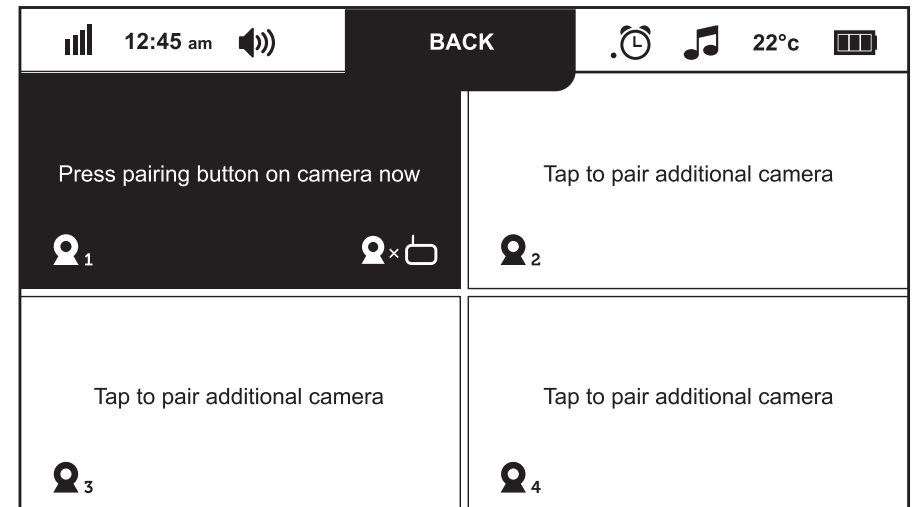 12:45 am BACK 22°c
Press pairing button on camera now
Tap to pair additional camera
1
2
Tap to pair additional camera
Tap to pair additional camera
3
4